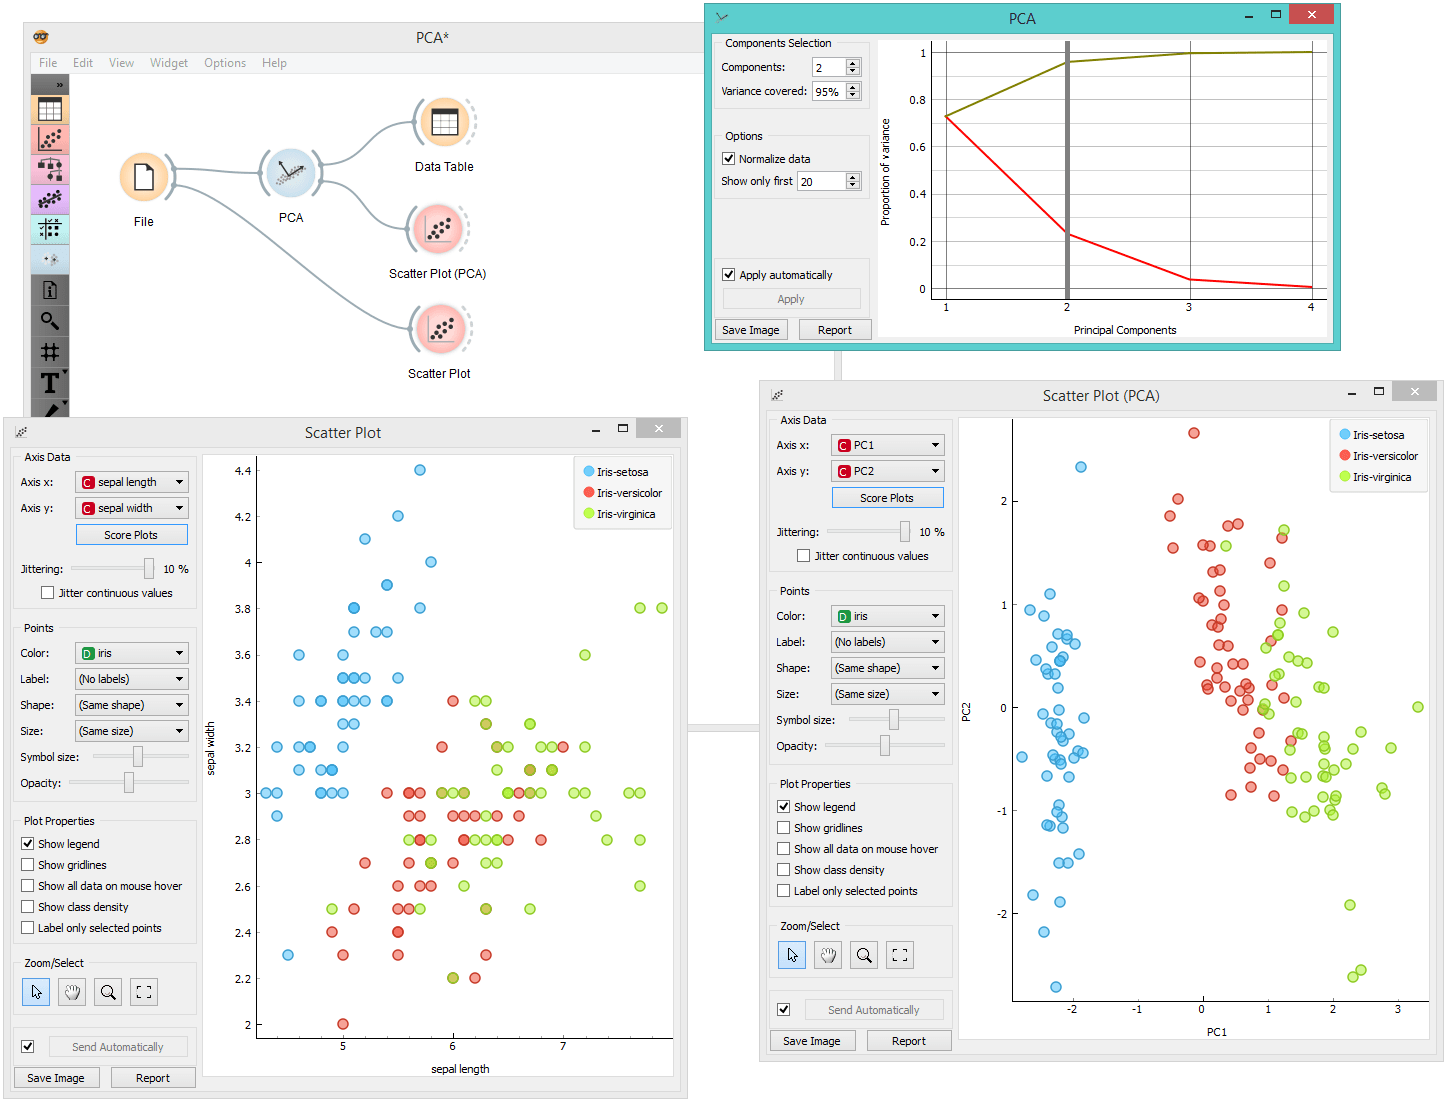 PCA*
File Edit View Widget Options Help
»
File
PCA
Data Table
Scatter Plot (PCA)
Scatter Plot
T
PCA
Components Selection
Components: 2
Variance covered: 95%
Options
Normalize data
Show only first 20
Apply automatically
Apply
Save Image Report
Proportion of variance
1
0.8
0.6
0.4
0.2
0
1 2 3 4
Principal Components
Scatter Plot
Axis Data
Axis x: C sepal length
Axis y: C sepal width
Score Plots
Jittering: 10 %
Jitter continuous values
Points
Color: D iris
Label: (No labels)
Shape: (Same shape)
Size: (Same size)
Symbol size:
Opacity:
Plot Properties
Show legend
Show gridlines
Show all data on mouse hover
Show class density
Label only selected points
Zoom/Select
Send Automatically
Save Image Report
Iris-setosa
Iris-versicolor
Iris-virginica
sepal width
4.4
4.2
4
3.8
3.6
3.4
3.2
3
2.8
2.6
2.4
2.2
2
5 6 7
sepal length
Scatter Plot (PCA)
Axis Data
Axis x: C PC1
Axis y: C PC2
Score Plots
Jittering: 10 %
Jitter continuous values
Points
Color: D iris
Label: (No labels)
Shape: (Same shape)
Size: (Same size)
Symbol size:
Opacity:
Plot Properties
Show legend
Show gridlines
Show all data on mouse hover
Show class density
Label only selected points
Zoom/Select
Send Automatically
Save Image Report
Iris-setosa
Iris-versicolor
Iris-virginica
PC2
2
1
0
-1
-2
-2 -1 0 1 2 3
PC1